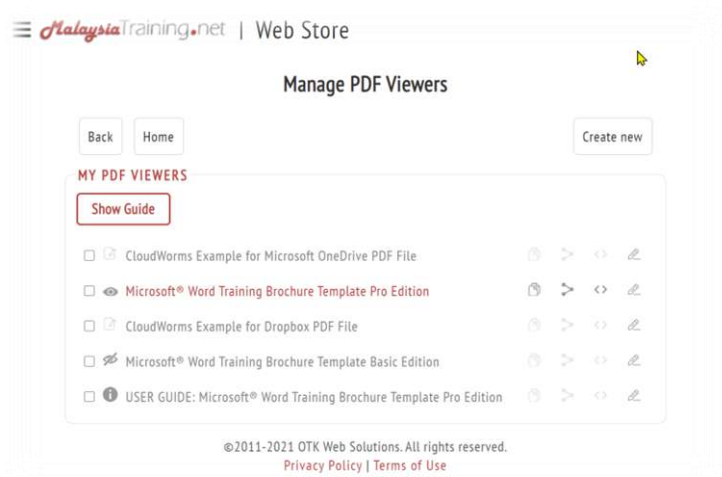 MalaysiaTraining.net | Web Store
Manage PDF Viewers
Back Home Create new
MY PDF VIEWERS
Show Guide
CloudWorms Example for Microsoft OneDrive PDF File
Microsoft® Word Training Brochure Template Pro Edition
CloudWorms Example for Dropbox PDF File
Microsoft® Word Training Brochure Template Basic Edition
USER GUIDE: Microsoft® Word Training Brochure Template Pro Edition
©2011-2021 OTK Web Solutions. All rights reserved.
Privacy Policy | Terms of Use